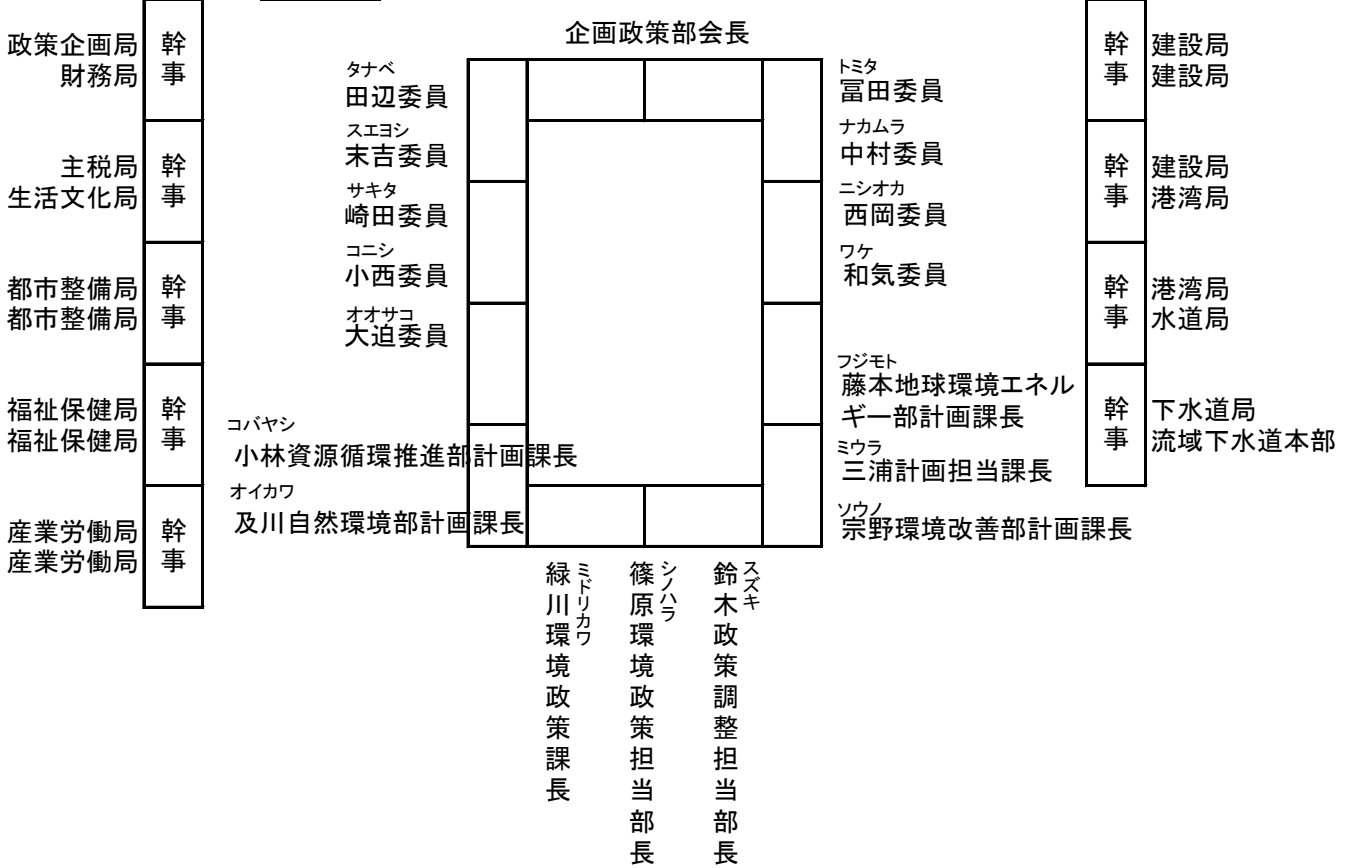 企画政策部会長
政策企画局
財務局
幹事
主税局
生活文化局
幹事
都市整備局
都市整備局
幹事
福祉保健局
福祉保健局
幹事
産業労働局
産業労働局
幹事
タナベ
田辺委員
スエヨシ
末吉委員
サキタ
崎田委員
コニシ
小西委員
オオサコ
大迫委員
コバヤシ
小林資源循環推進部計画課長
オイカワ
及川自然環境部計画課長
トミタ
冨田委員
ナカムラ
中村委員
ニシオカ
西岡委員
ワケ
和気委員
フジモト
藤本地球環境エネル
ギー部計画課長
ミウラ
三浦計画担当課長
ソウノ
宗野環境改善部計画課長
幹事
建設局
建設局
幹事
建設局
港湾局
幹事
港湾局
水道局
幹事
下水道局
流域下水道本部
ミドリカワ
緑川環境政策課長
シノハラ
篠原環境政策担当部長
スズキ
鈴木政策調整担当部長